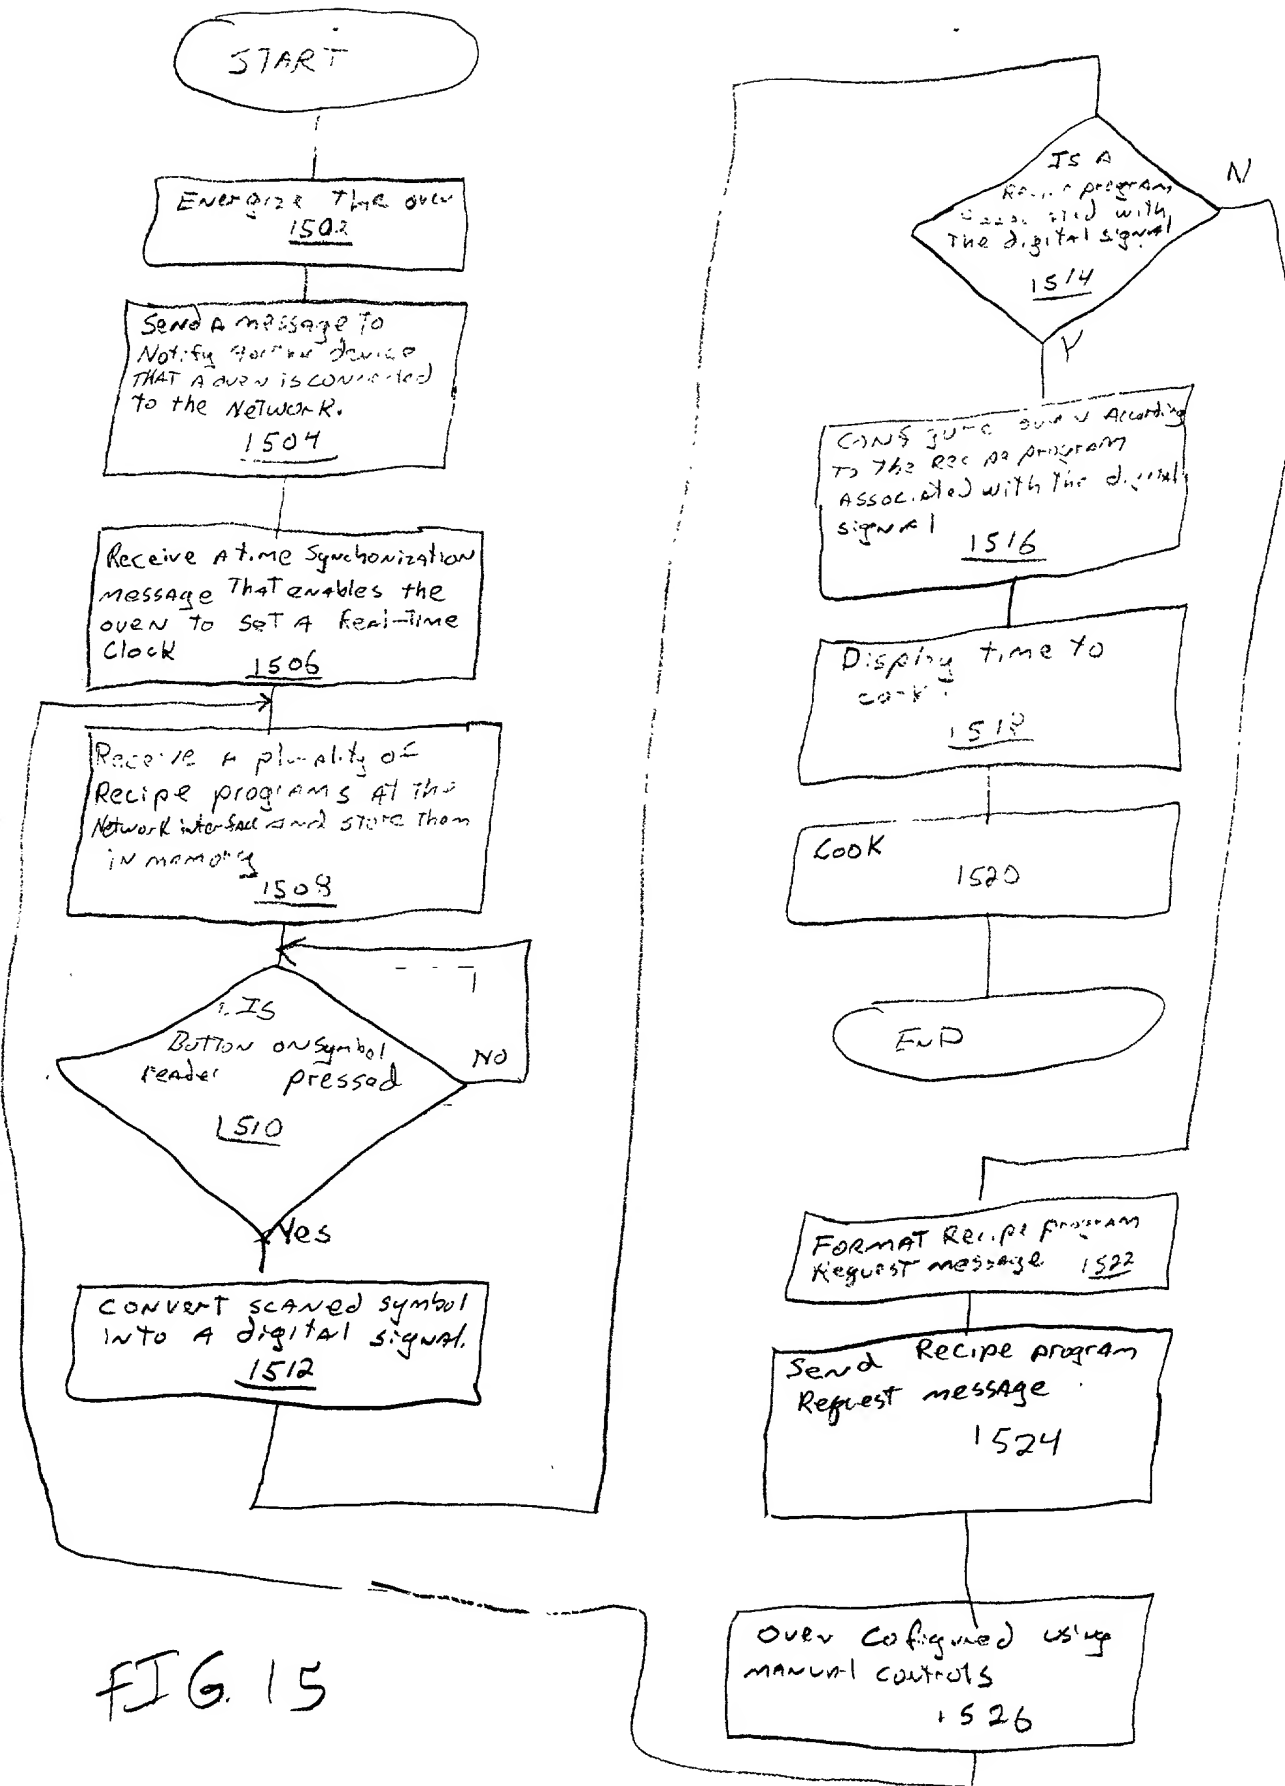 START
Energize the oven
1502
Send A message To
Notify device
THAT A oven is connected
to the Network.
1504
Receive A time Synchonization
message That enables the
oven to set A Real-Time
Clock
1506
Receive A plurality of
Recipe programs At the
Network interface and store them
in memory
1508
Is
Button on symbol
reader pressed
NO
1510
Yes
Convert scaned symbol
into A digital signal.
1512
Is A
program
with
The digital signal
1514
N
Y
Configure oven According
To The Recipe program
Associated with The digital
signal
1516
Display time to
cook
1518
Cook
1520
End
FORMAT Recipe program
Request message 1522
Send Recipe program
Request message
1524
Oven Cofigured using
Manual controls
1526
FIG. 15